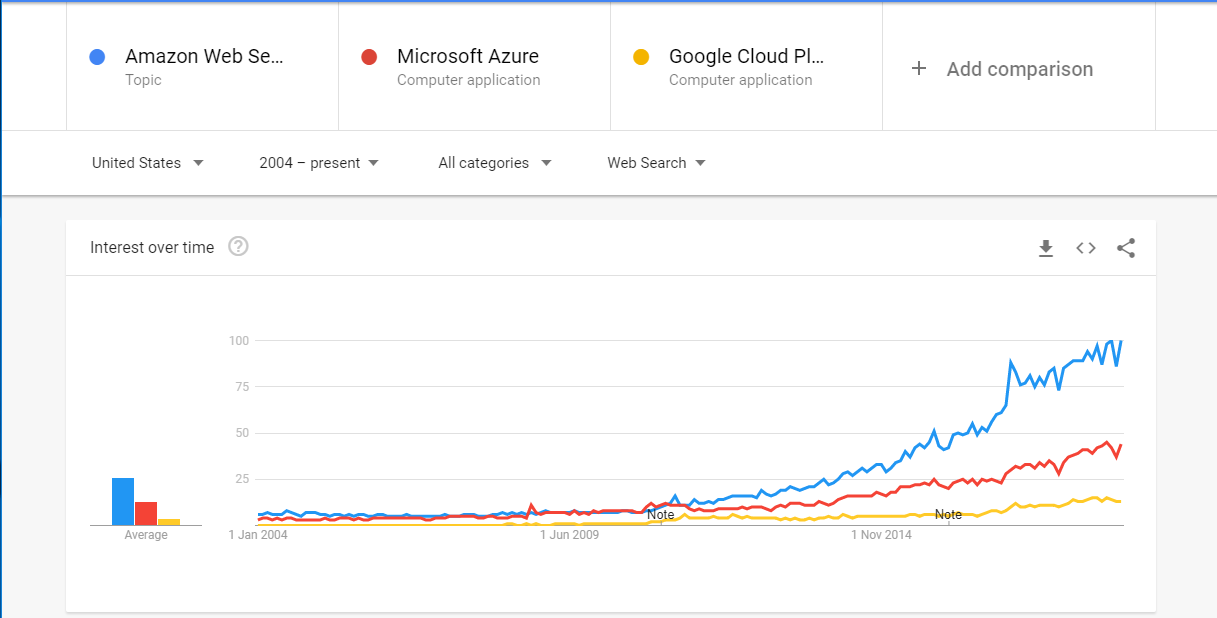 Amazon Web Se...
Topic
Microsoft Azure
Computer application
Google Cloud Pl...
Computer application
+ Add comparison
United States
2004 – present
All categories
Web Search
Interest over time ?
100
75
50
25
Note
Note
Average
1 Jan 2004
1 Jun 2009
1 Nov 2014